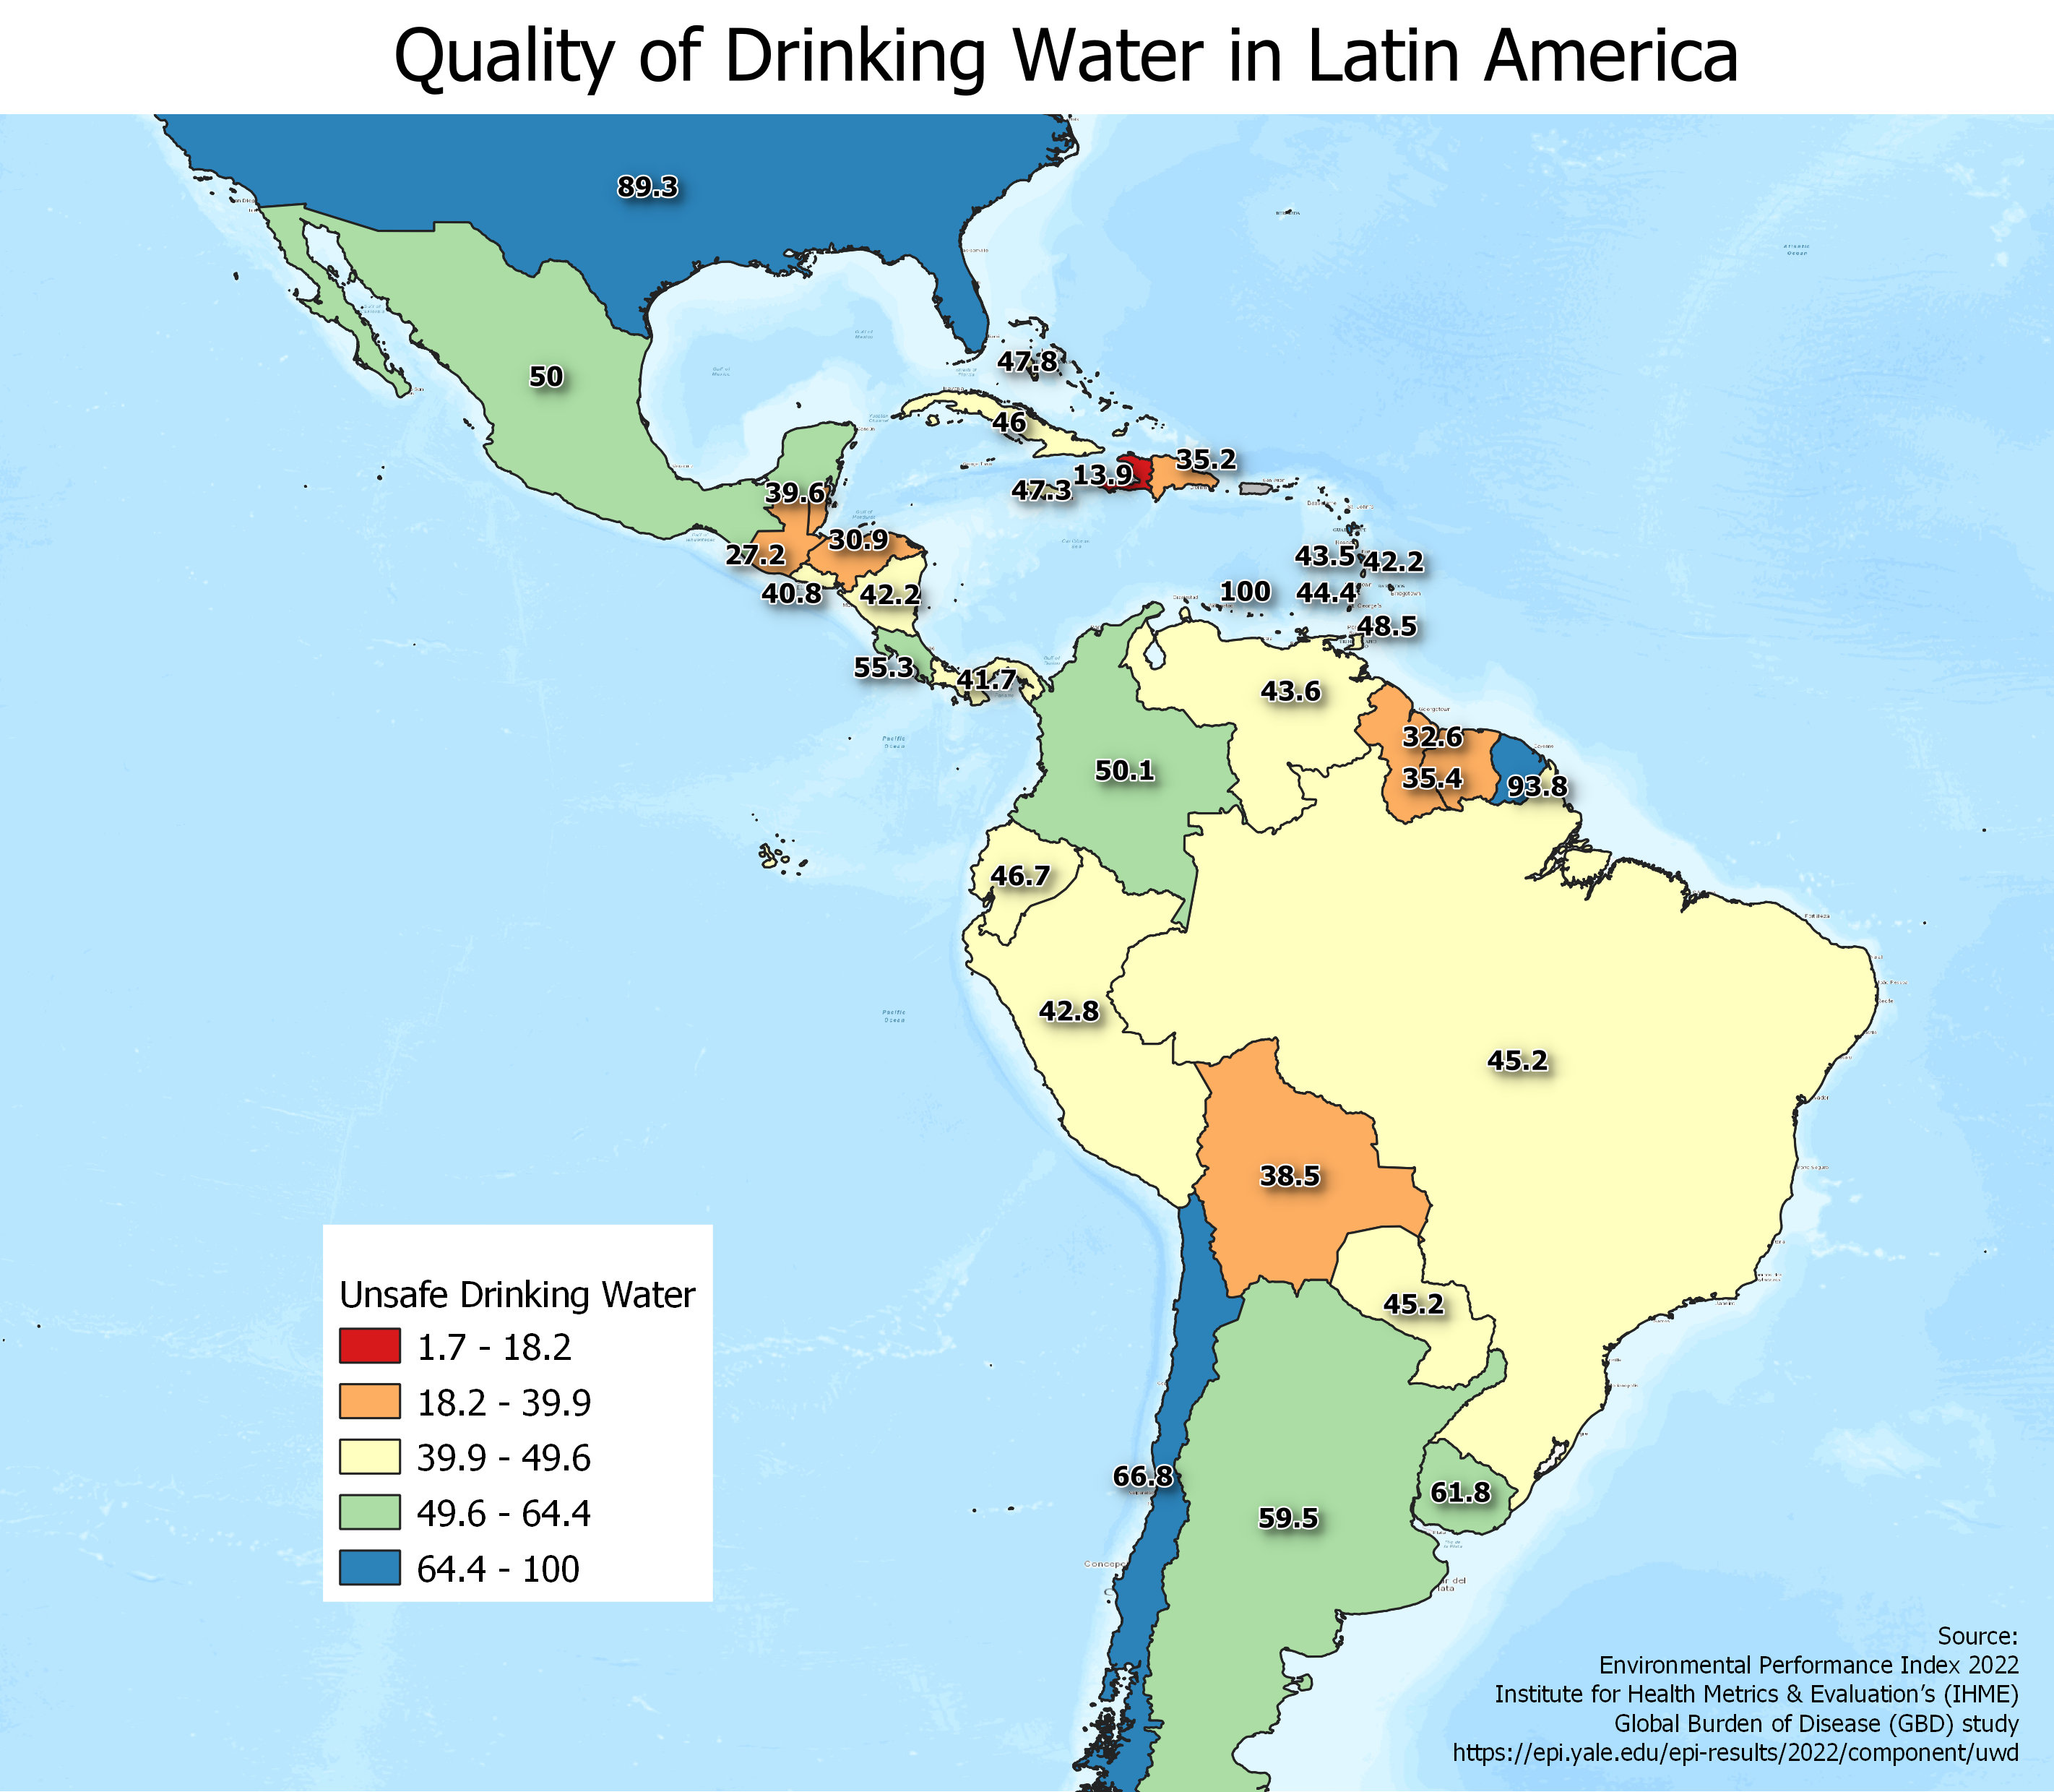 Quality of Drinking Water in Latin America
89.3
50
47.8
46
35.2
13.9
47.3
39.6
30.9
27.2
40.8
42.2
43.5
42.2
100
44.4
48.5
55.3
41.7
43.6
32.6
35.4
93.8
50.1
46.7
42.8
45.2
38.5
45.2
66.8
59.5
61.8
Concepc
Unsafe Drinking Water
1.7 - 18.2
18.2 - 39.9
39.9 - 49.6
49.6 - 64.4
64.4 - 100
Source:
Environmental Performance Index 2022
Institute for Health Metrics & Evaluation’s (IHME)
Global Burden of Disease (GBD) study
https://epi.yale.edu/epi-results/2022/component/uwd